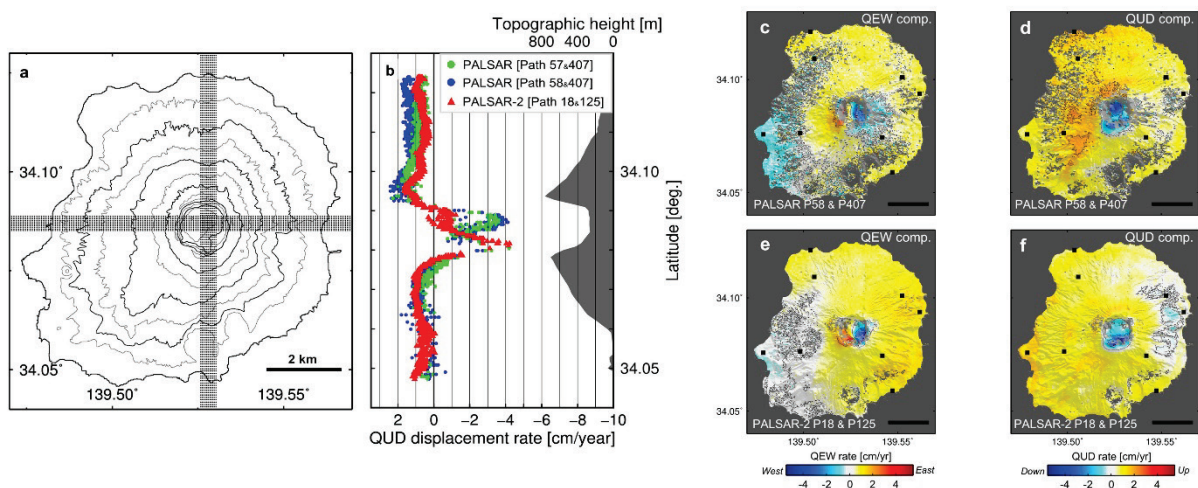 Topographic height [m]
800 400 0
a
b
PALSAR [Path 57&407]
PALSAR [Path 58&407]
PALSAR-2 [Path 18&125]
34.10°
34.05°
139.50°
139.55°
2 km
34.10°
34.05°
Latitude [deg.]
2 0 −2 −4 −6 −8 −10
QUD displacement rate [cm/year]
c
QEW comp.
34.10°
34.05°
PALSAR P58 & P407
d
QUD comp.
PALSAR P58 & P407
e
QEW comp.
34.10°
34.05°
PALSAR-2 P18 & P125
139.50°
139.55°
f
QUD comp.
PALSAR-2 P18 & P125
139.50°
139.55°
QEW rate [cm/yr]
West
East
-4 -2 0 2 4
QUD rate [cm/yr]
Down
Up
-4 -2 0 2 4